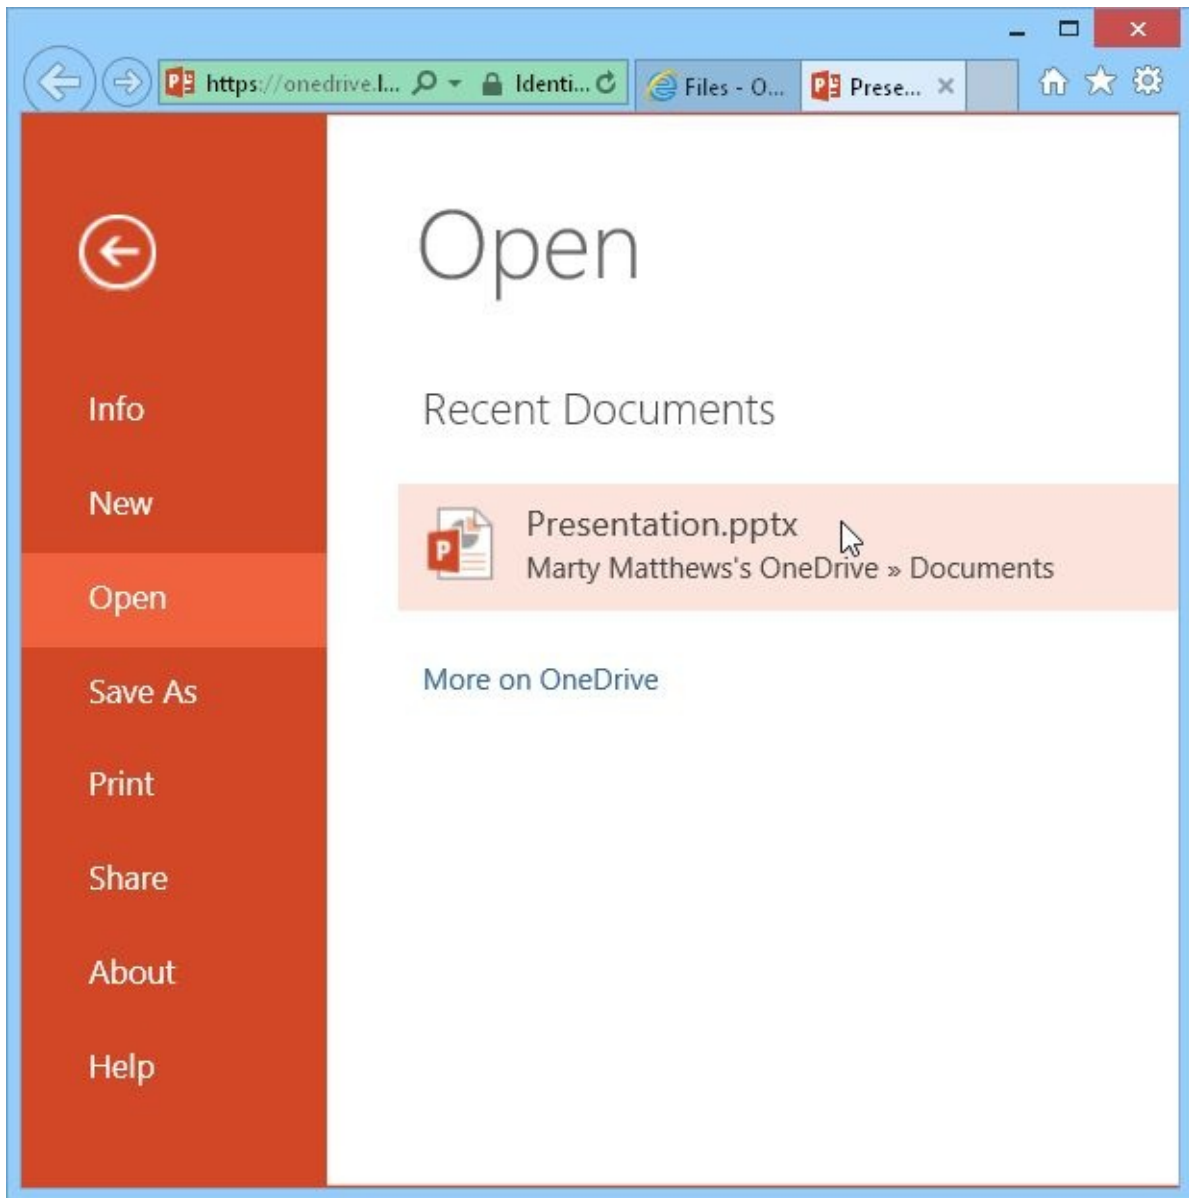 https://onedrive.l... Identi... Files - O... Prese...
Open
Recent Documents
Presentation.pptx
Marty Matthews's OneDrive » Documents
More on OneDrive
Info
New
Open
Save As
Print
Share
About
Help